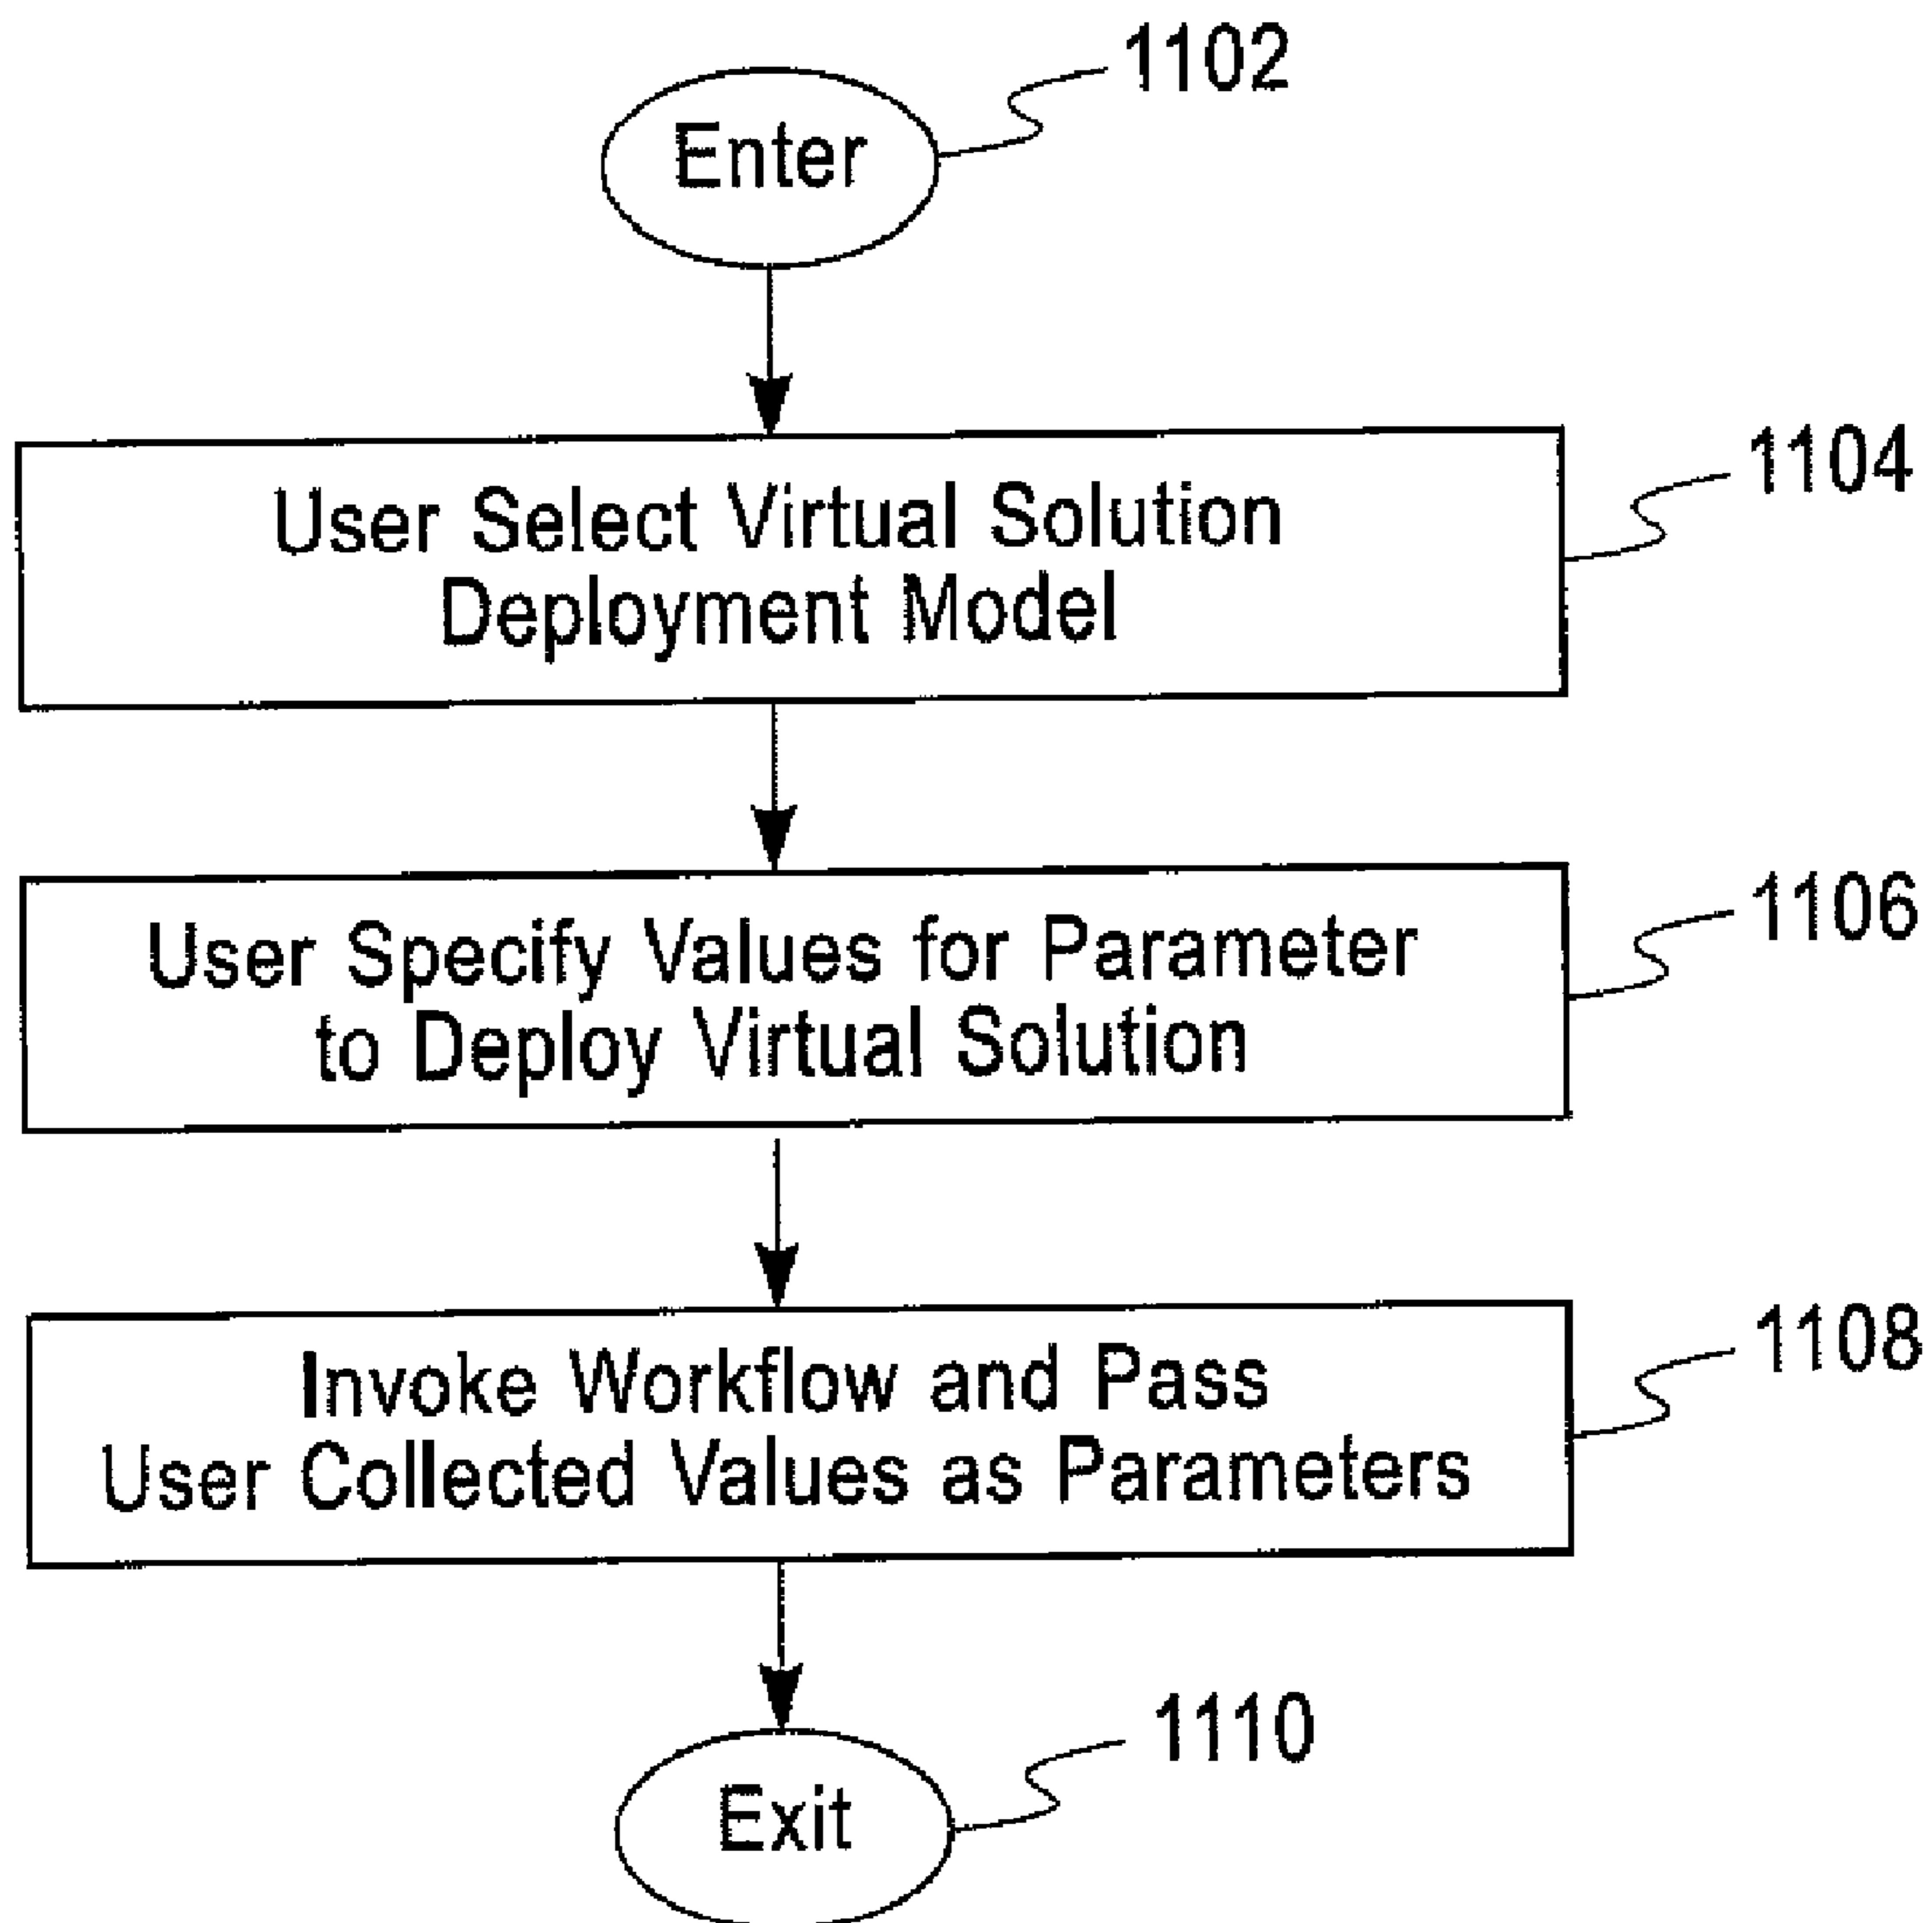 1102
Enter
1104
User Select Virtual Solution
Deployment Model
1106
User Specify Values for Parameter
to Deploy Virtual Solution
1108
Invoke Workflow and Pass
User Collected Values as Parameters
1110
Exit